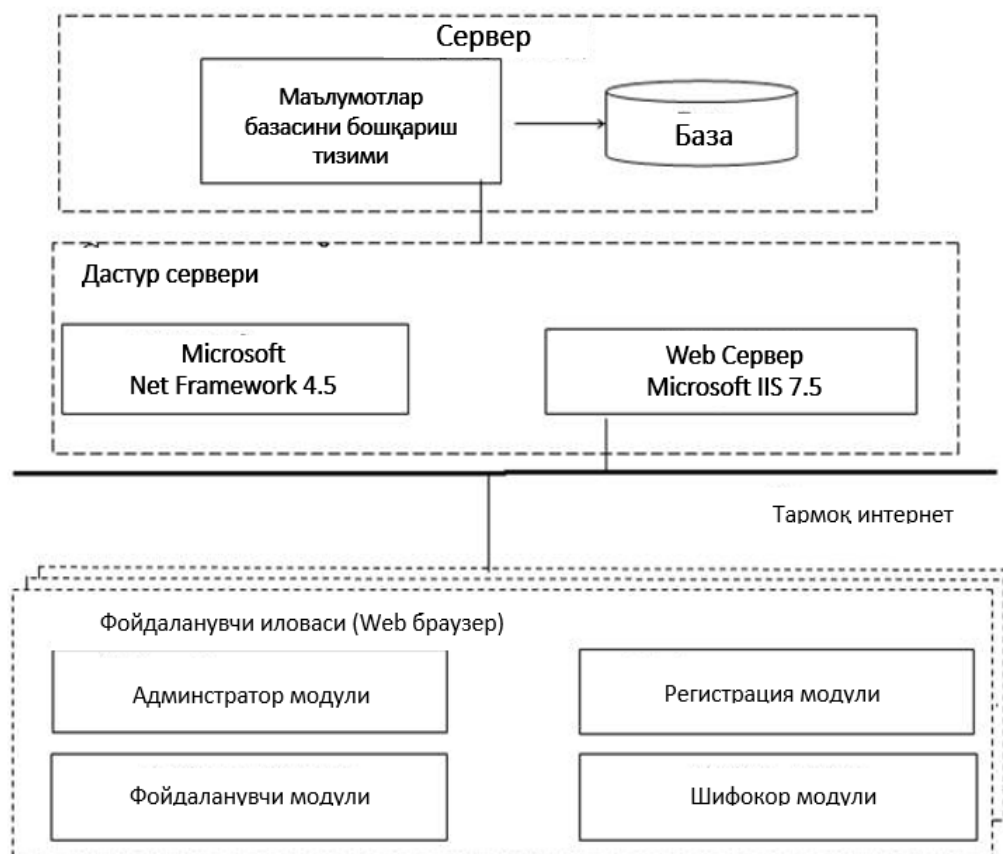 Сервер
Маълумотлар
базасини бошқариш
тизими
База
Дастур сервери
Microsoft
Net Framework 4.5
Web Сервер
Microsoft IIS 7.5
Тармоқ интернет
Фойдаланувчи иловаси (Web браузер)
Админстратор модули
Регистрация модули
Фойдаланувчи модули
Шифокор модули